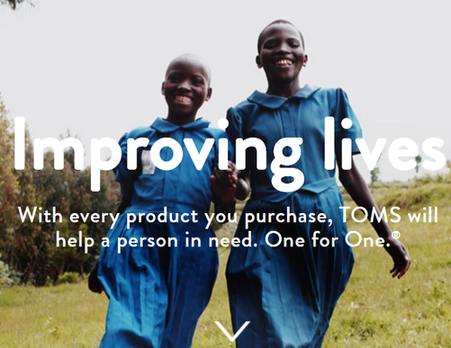 Improving lives
With every product you purchase, TOMS will
help a person in need. One for One.®